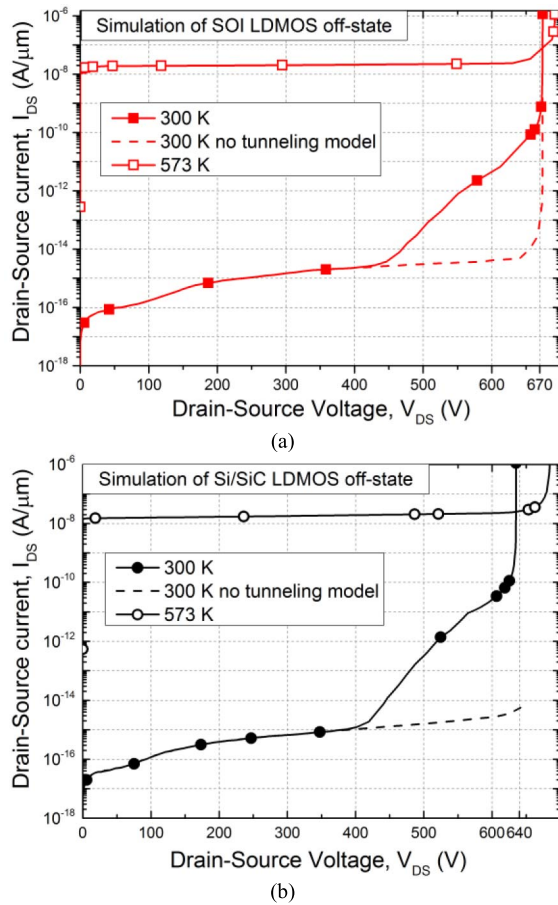 Simulation of SOI LDMOS off-state
Drain-Source current, I_DS (A/μm)
10^-6
10^-8
10^-10
10^-12
10^-14
10^-16
10^-18
300 K
300 K no tunneling model
573 K
0 100 200 300 400 500 600 670
Drain-Source Voltage, V_DS (V)
(a)
Simulation of Si/SiC LDMOS off-state
Drain-Source current, I_DS (A/μm)
10^-6
10^-8
10^-10
10^-12
10^-14
10^-16
10^-18
300 K
300 K no tunneling model
573 K
0 100 200 300 400 500 600 640
Drain-Source Voltage, V_DS (V)
(b)